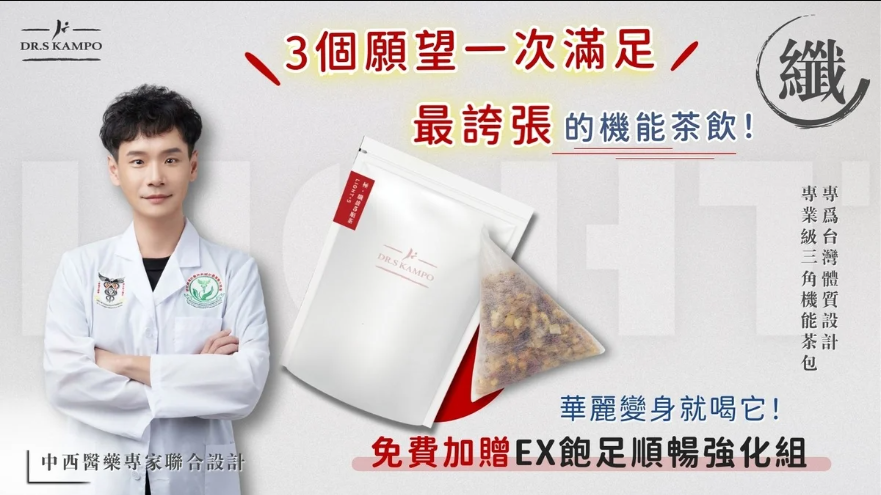 DR.S KAMPO
3個願望一次滿足
纖
最誇張的機能茶飲!
DR.S KAMPO
專爲台灣體質設計
專業級三角機能茶包
華麗變身就喝它!
免費加贈EX飽足順暢強化組
中西醫藥專家聯合設計